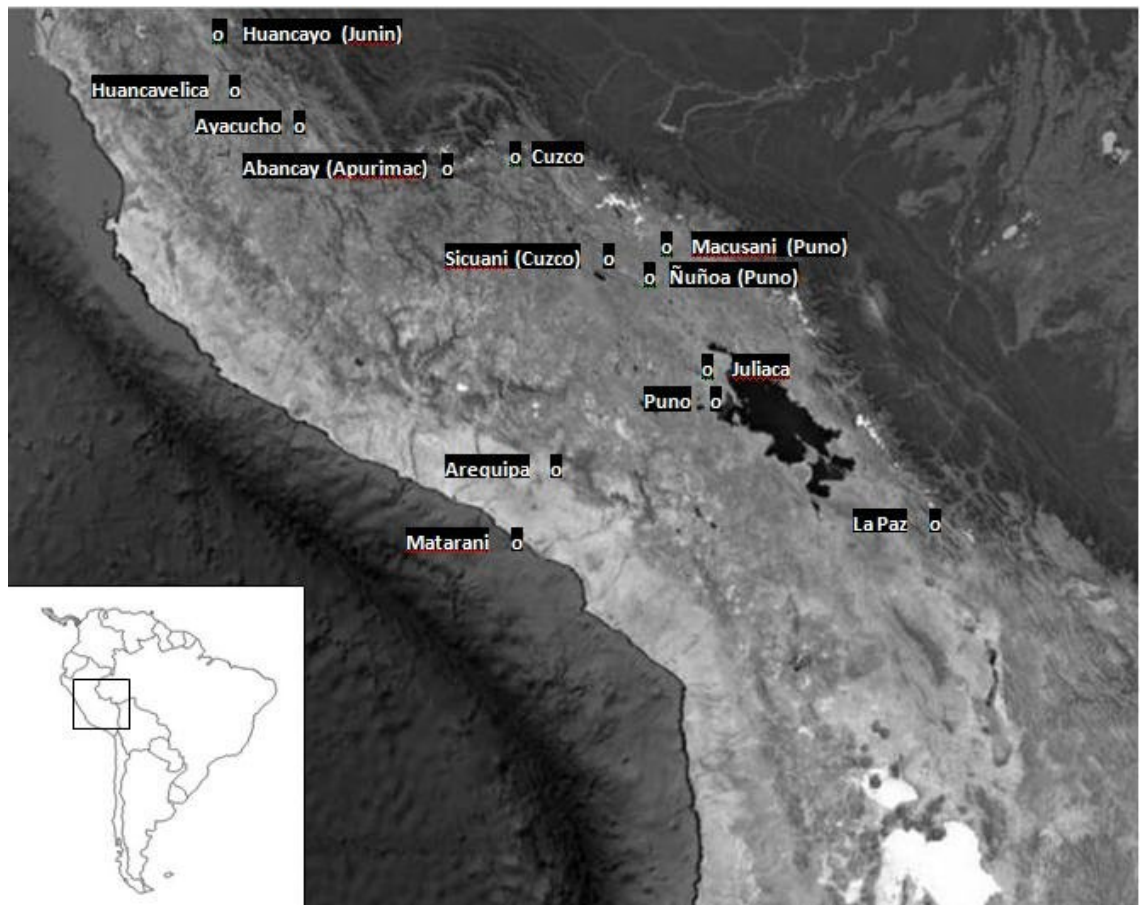 A
Huancayo (Junin)
Huancavelica
Ayacucho
Abancay (Apurimac)
Cuzco
Sicuani (Cuzco)
Macusani (Puno)
Ñuñoa (Puno)
Juliaca
Puno
Arequipa
La Paz
Matarani